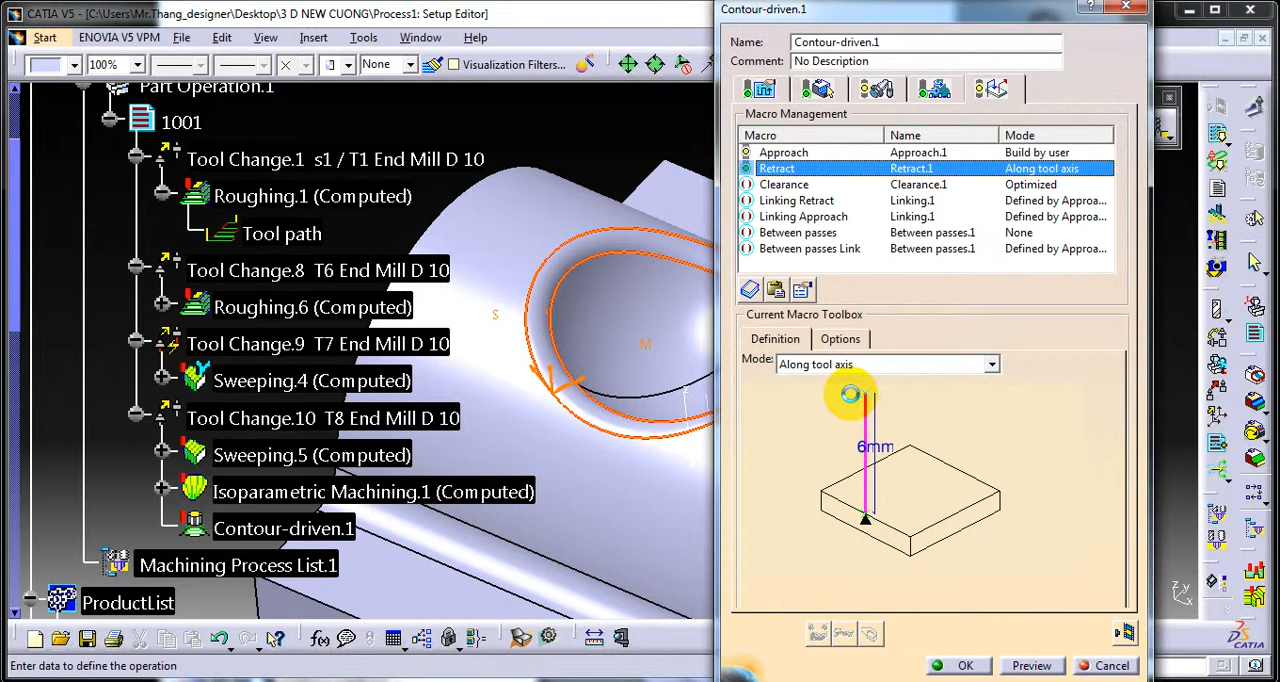 CATIA V5 - [C:\Users\Mr.Thang_designer\Desktop\3 D NEW CUONG\Process1: Setup Editor]
Start ENOVIA V5 VPM File Edit View Insert Tools Window Help
100% None Visualization Filters...
Part Operation.1
1001
Tool Change.1 s1 / T1 End Mill D 10
Roughing.1 (Computed)
Tool path
Tool Change.8 T6 End Mill D 10
Roughing.6 (Computed)
Tool Change.9 T7 End Mill D 10
Sweeping.4 (Computed)
Tool Change.10 T8 End Mill D 10
Sweeping.5 (Computed)
Isoparametric Machining.1 (Computed)
Contour-driven.1
Machining Process List.1
ProductList
S
M
Contour-driven.1
Name: Contour-driven.1
Comment: No Description
Macro Management
Macro Name Mode
Approach Approach.1 Build by user
Retract Retract.1 Along tool axis
Clearance Clearance.1 Optimized
Linking Retract Linking.1 Defined by Approa...
Linking Approach Linking.1 Defined by Approa...
Between passes Between passes.1 None
Between passes Link Between passes.1 Defined by Approa...
Current Macro Toolbox
Definition Options
Mode: Along tool axis
6mm
OK Preview Cancel
z y
x
f(x)
DS CATIA
Enter data to define the operation